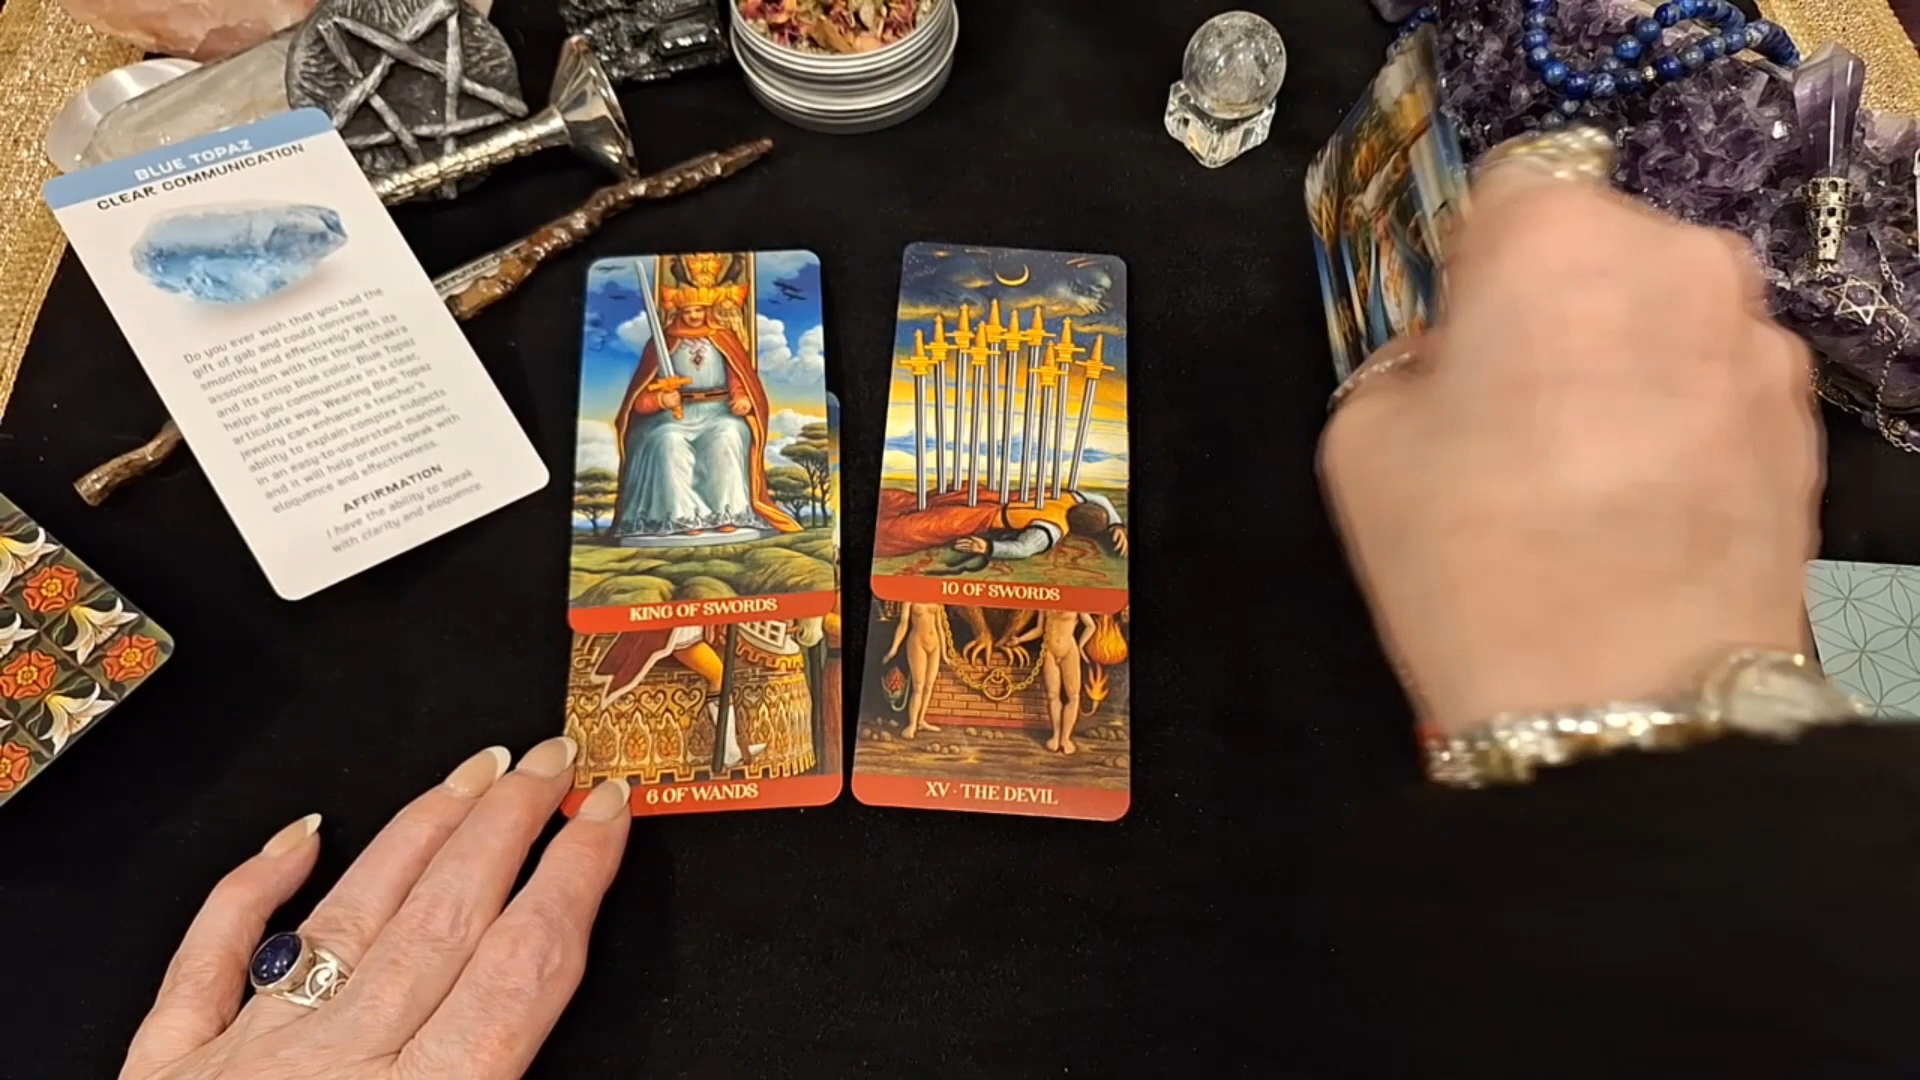 BLUE TOPAZ
CLEAR COMMUNICATION
Do you ever wish that you had the
gift of gab and could converse
smoothly and effectively? With its
association with the throat chakra
and its crisp blue color, Blue Topaz
helps you communicate in a clear,
articulate way. Wearing Blue Topaz
jewelry can enhance a teacher's
ability to explain complex subjects
in an easy-to-understand manner,
and it will help orators speak with
eloquence and effectiveness.
AFFIRMATION
I have the ability to speak
with clarity and eloquence.
KING OF SWORDS
6 OF WANDS
10 OF SWORDS
XV · THE DEVIL